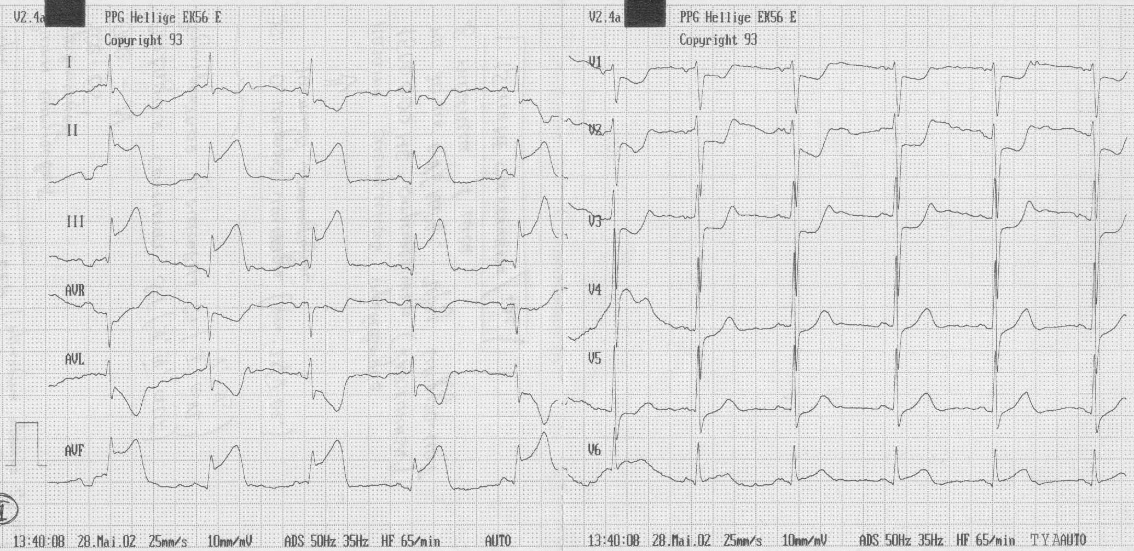 V2.4a PPG Hellige EK56 E
Copyright 93
I
II
III
AVR
AVL
AVF
13:40:08 28.Mai.02 25mm/s 10mm/mV ADS 50Hz 35Hz HF 65/min AUTO
V2.4a PPG Hellige EK56 E
Copyright 93
V1
V2
V3
V4
V5
V6
13:40:08 28.Mai.02 25mm/s 10mm/mV ADS 50Hz 35Hz HF 65/min AUTO